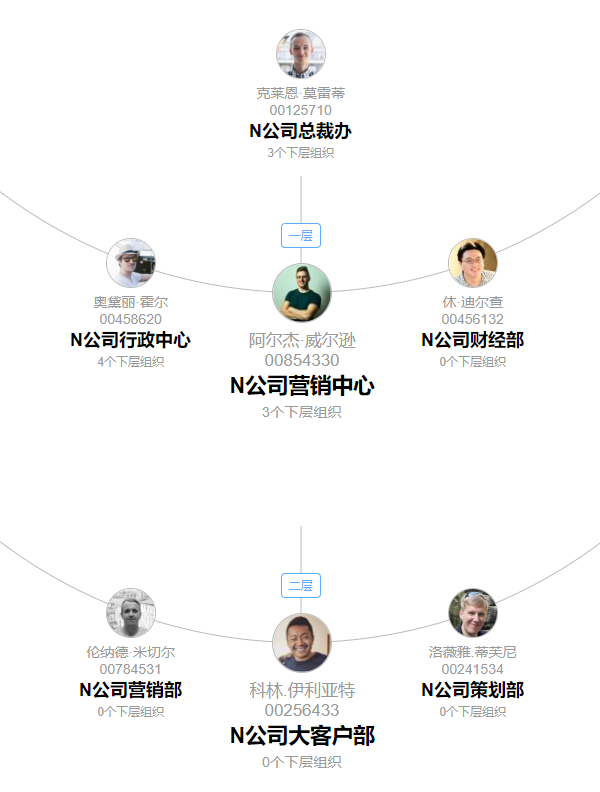 克莱恩·莫雷蒂
00125710
N公司总裁办
3个下层组织
一层
奥黛丽·霍尔
00458620
N公司行政中心
4个下层组织
阿尔杰·威尔逊
00854330
N公司营销中心
3个下层组织
休·迪尔查
00456132
N公司财经部
0个下层组织
二层
伦纳德·米切尔
00784531
N公司营销部
0个下层组织
科林.伊利亚特
00256433
N公司大客户部
0个下层组织
洛薇雅.蒂芙尼
00241534
N公司策划部
0个下层组织